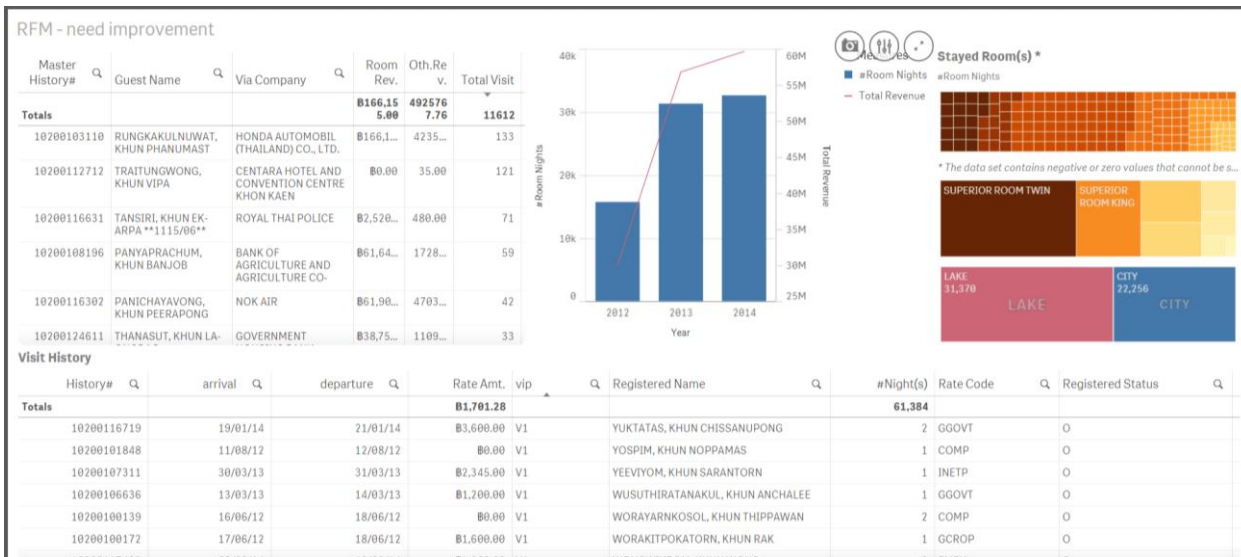 RFM - need improvement
Master History#
Guest Name
Via Company
Room Rev.
Oth.Re v.
Total Visit
Totals ฿166,15 5.00 492576 7.76 11612
10200103110 RUNGKAKULNUWAT, KHUN PHANUMAST HONDA AUTOMOBIL (THAILAND) CO., LTD. ฿166,1... 4235... 133
10200112712 TRAITUNGWONG, KHUN VIPA CENTARA HOTEL AND CONVENTION CENTRE KHON KAEN ฿0.00 35.00 121
10200116631 TANSIRI, KHUN EK-ARPA **1115/06** ROYAL THAI POLICE ฿2,520... 480.00 71
10200108196 PANYAPRACHUM, KHUN BANJOB BANK OF AGRICULTURE AND AGRICULTURE CO- ฿61,64... 1728... 59
10200116302 PANICHAYAVONG, KHUN PEERAPONG NOK AIR ฿61,90... 4703... 42
10200124611 THANASUT, KHUN LA- GOVERNMENT ฿38,75... 1109... 33
#Room Nights
40k
30k
20k
10k
0
2012 2013 2014
Year
60M
55M
50M
45M
40M
35M
30M
25M
Total Revenue
#Room Nights
Total Revenue
Stayed Room(s) *
#Room Nights
* The data set contains negative or zero values that cannot be s...
SUPERIOR ROOM TWIN
SUPERIOR ROOM KING
LAKE
31,370
LAKE
CITY
22,256
CITY
Visit History
History# arrival departure Rate Amt. vip Registered Name #Night(s) Rate Code Registered Status
Totals ฿1,701.28 61,384
10200116719 19/01/14 21/01/14 ฿3,600.00 V1 YUKTATAS, KHUN CHISSANUPONG 2 GGOVT O
10200101848 11/08/12 12/08/12 ฿0.00 V1 YOSPIM, KHUN NOPPAMAS 1 COMP O
10200107311 30/03/13 31/03/13 ฿2,345.00 V1 YEEVIYOM, KHUN SARANTORN 1 INETP O
10200106636 13/03/13 14/03/13 ฿1,200.00 V1 WUSUTHIRATANAKUL, KHUN ANCHALEE 1 GGOVT O
10200100139 16/06/12 18/06/12 ฿0.00 V1 WORAYARNKOSOL, KHUN THIPPAWAN 2 COMP O
10200100172 17/06/12 18/06/12 ฿1,600.00 V1 WORAKITPOKATORN, KHUN RAK 1 GCROP O